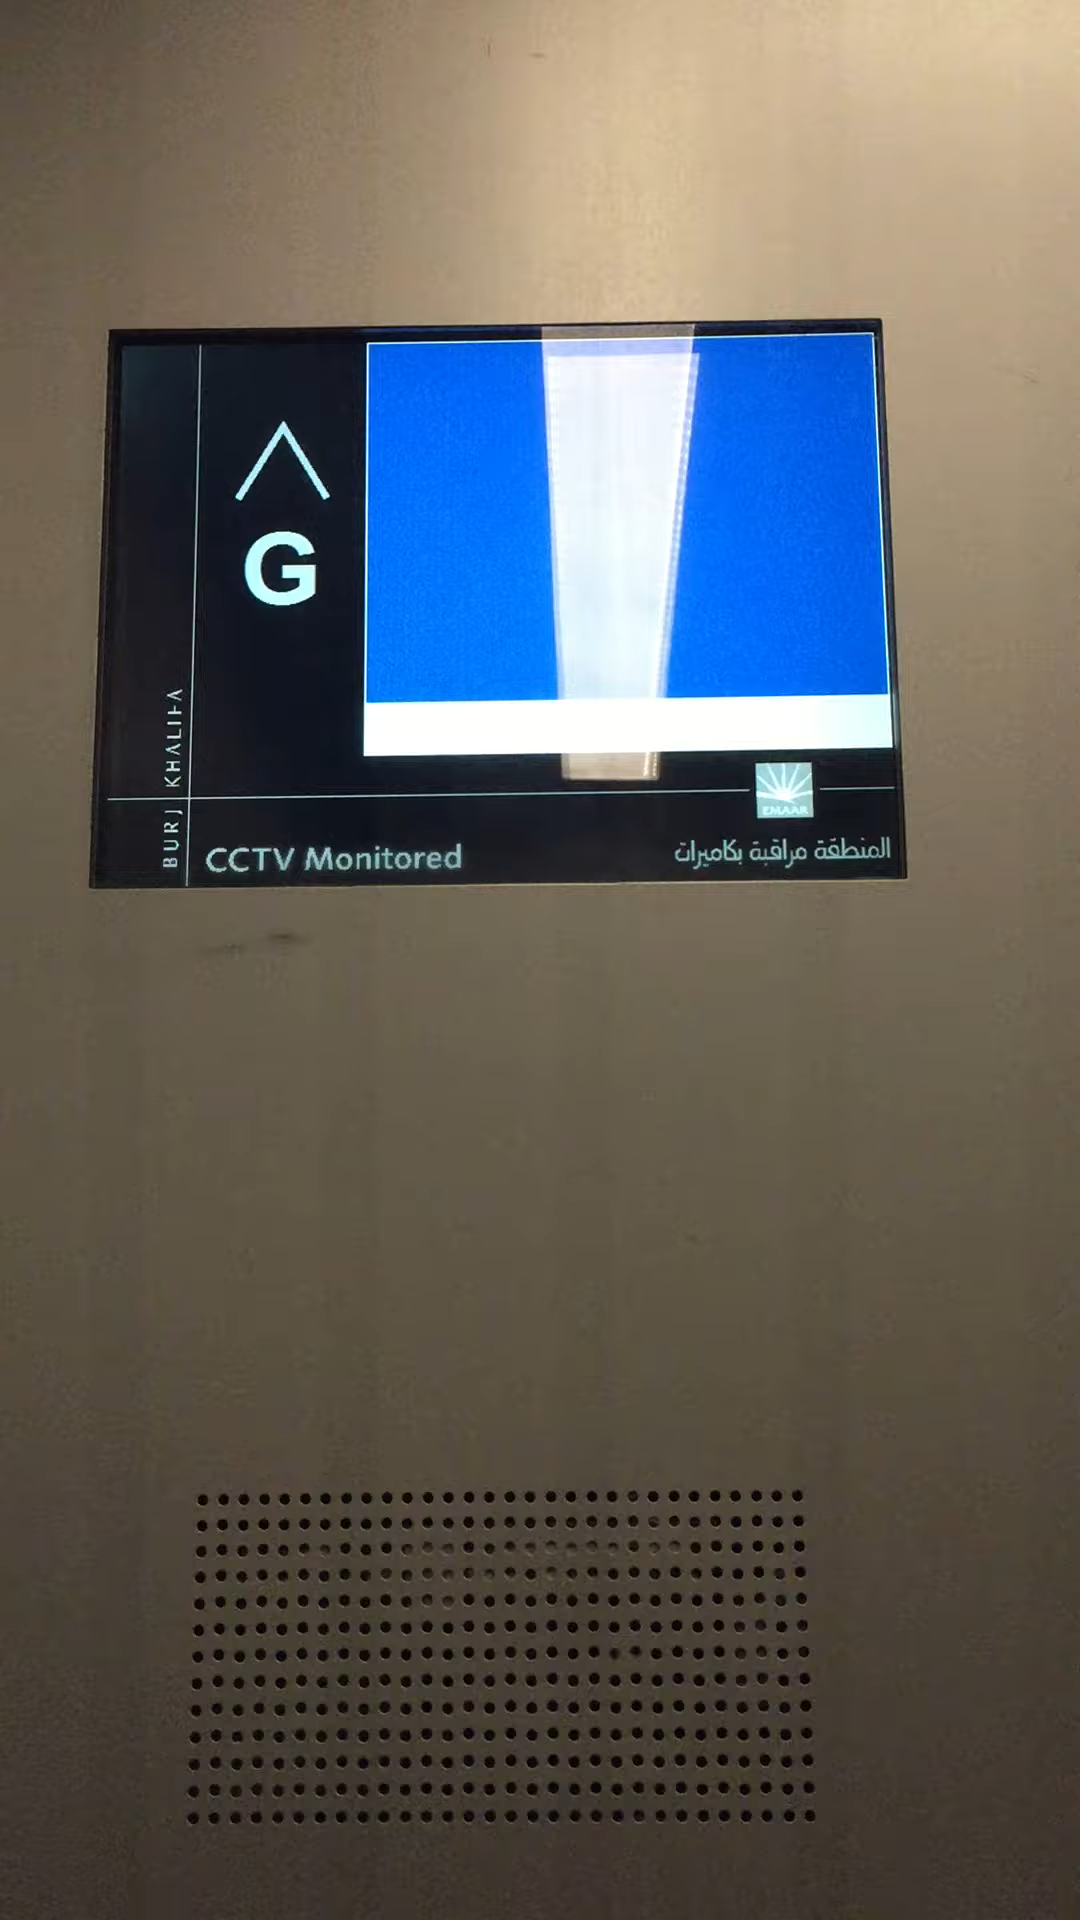 G
BURJ KHALIFA
EMAAR
CCTV Monitored
المنطقة مراقبة بكاميرات